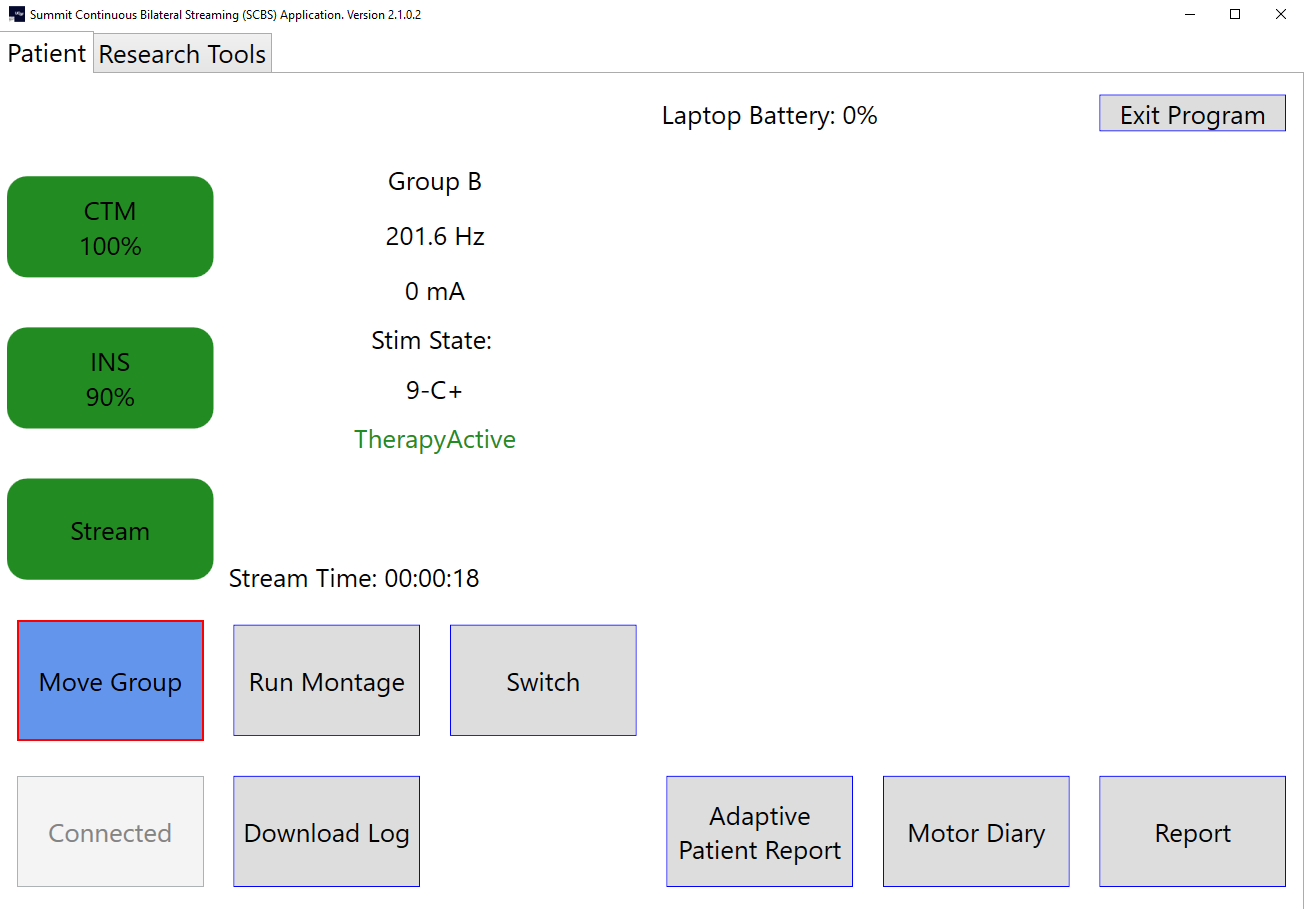 Summit Continuous Bilateral Streaming (SCBS) Application. Version 2.1.0.2
Patient
Research Tools
Laptop Battery: 0%
Exit Program
CTM
100%
Group B
201.6 Hz
0 mA
INS
90%
Stim State:
9-C+
TherapyActive
Stream
Stream Time: 00:00:18
Move Group
Run Montage
Switch
Connected
Download Log
Adaptive
Patient Report
Motor Diary
Report